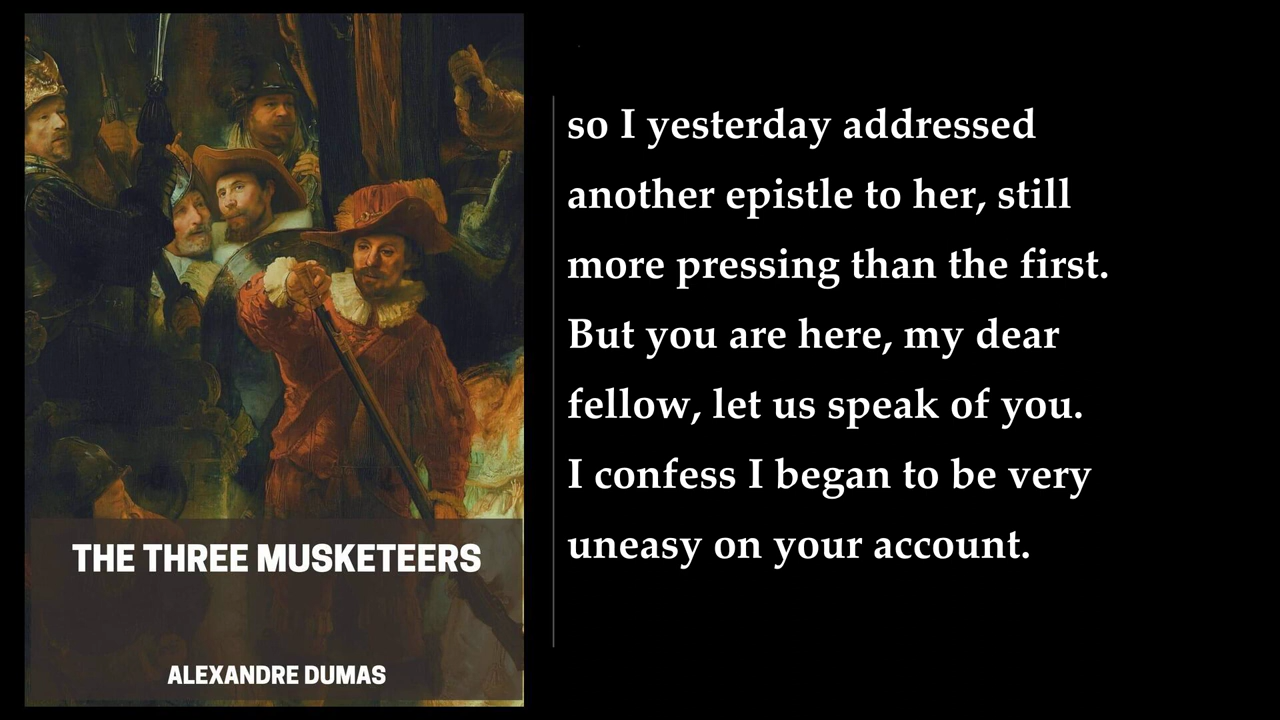 THE THREE MUSKETEERS
ALEXANDRE DUMAS
so I yesterday addressed
another epistle to her, still
more pressing than the first.
But you are here, my dear
fellow, let us speak of you.
I confess I began to be very
uneasy on your account.